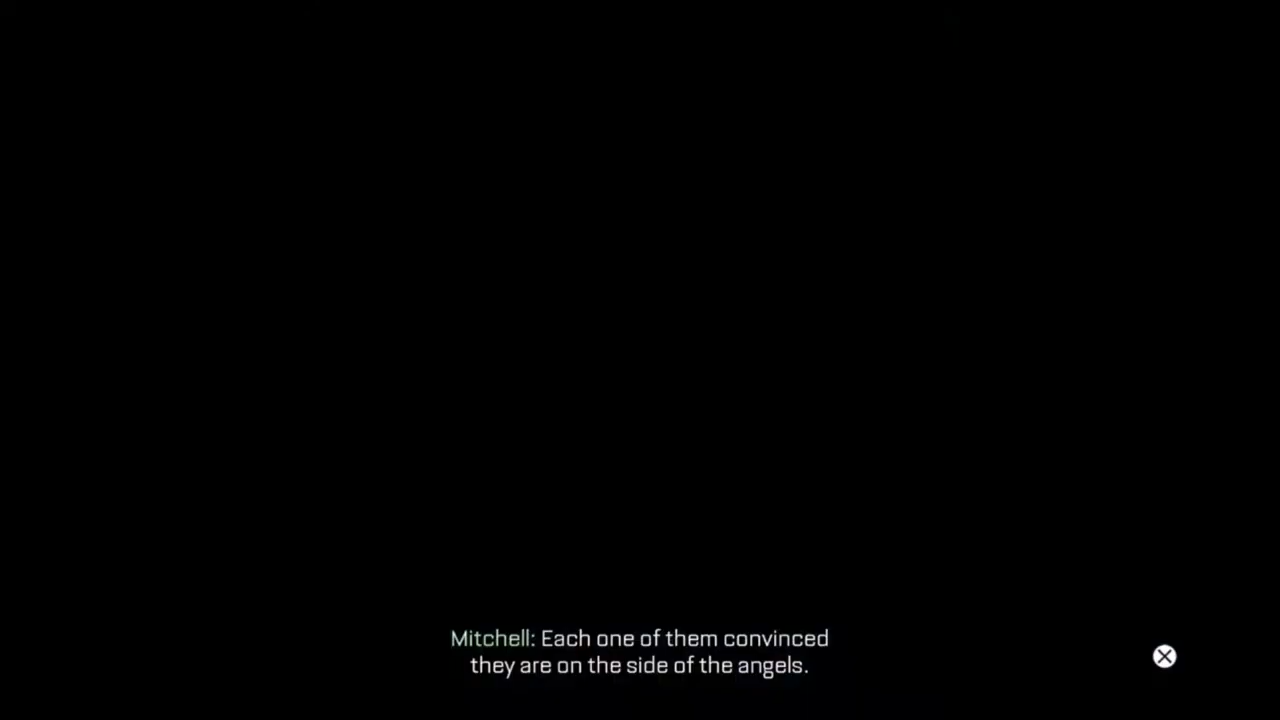 Mitchell: Each one of them convinced
they are on the side of the angels.